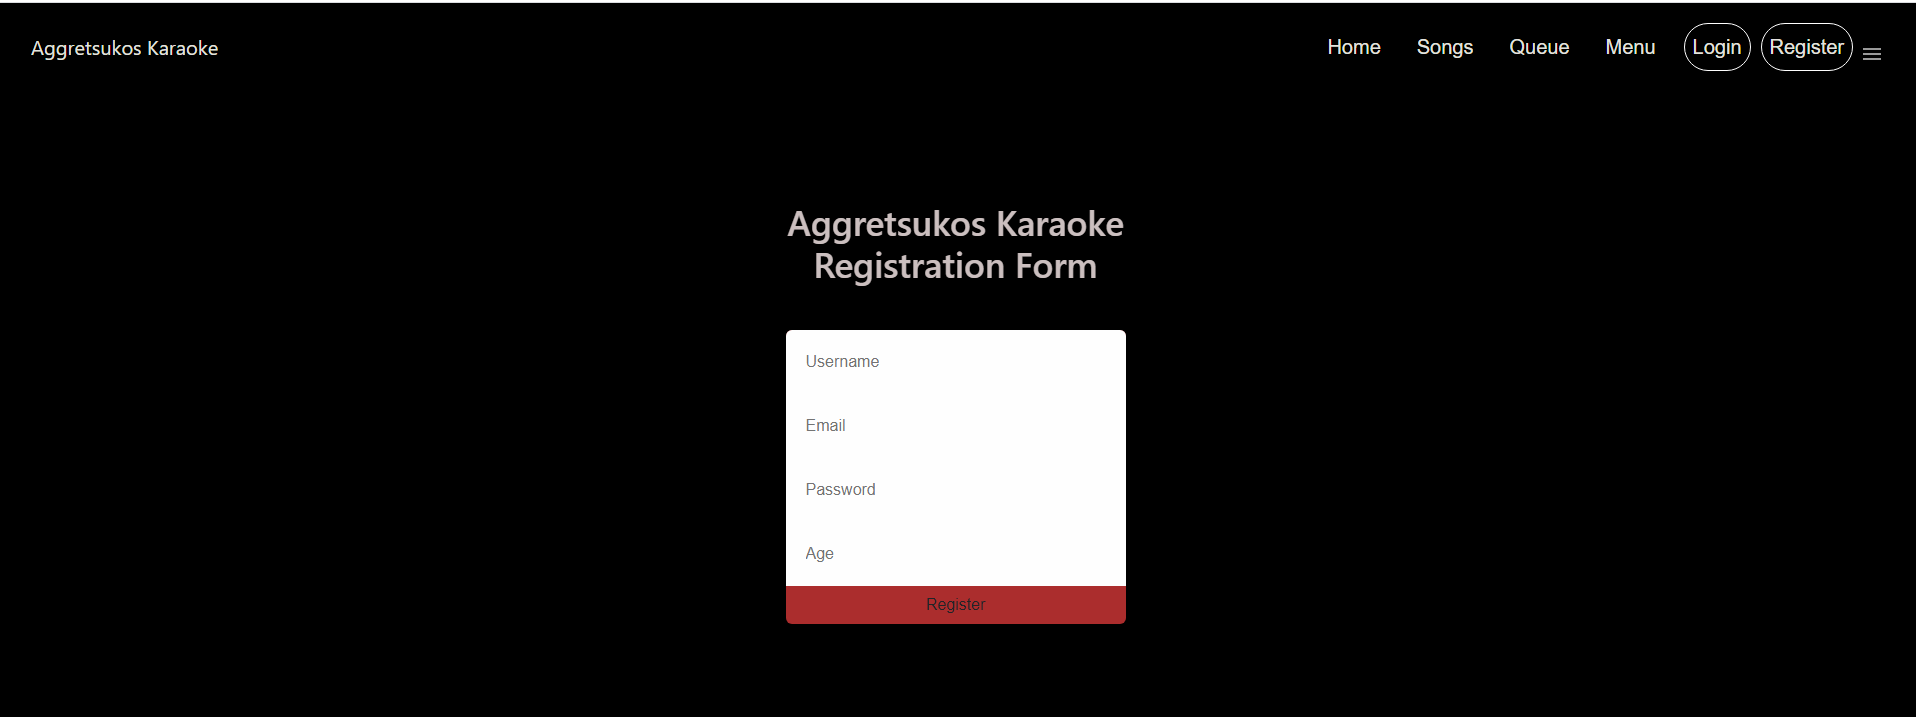 Aggretsukos Karaoke
Home Songs Queue Menu Login Register
Aggretsukos Karaoke
Registration Form
Username
Email
Password
Age
Register